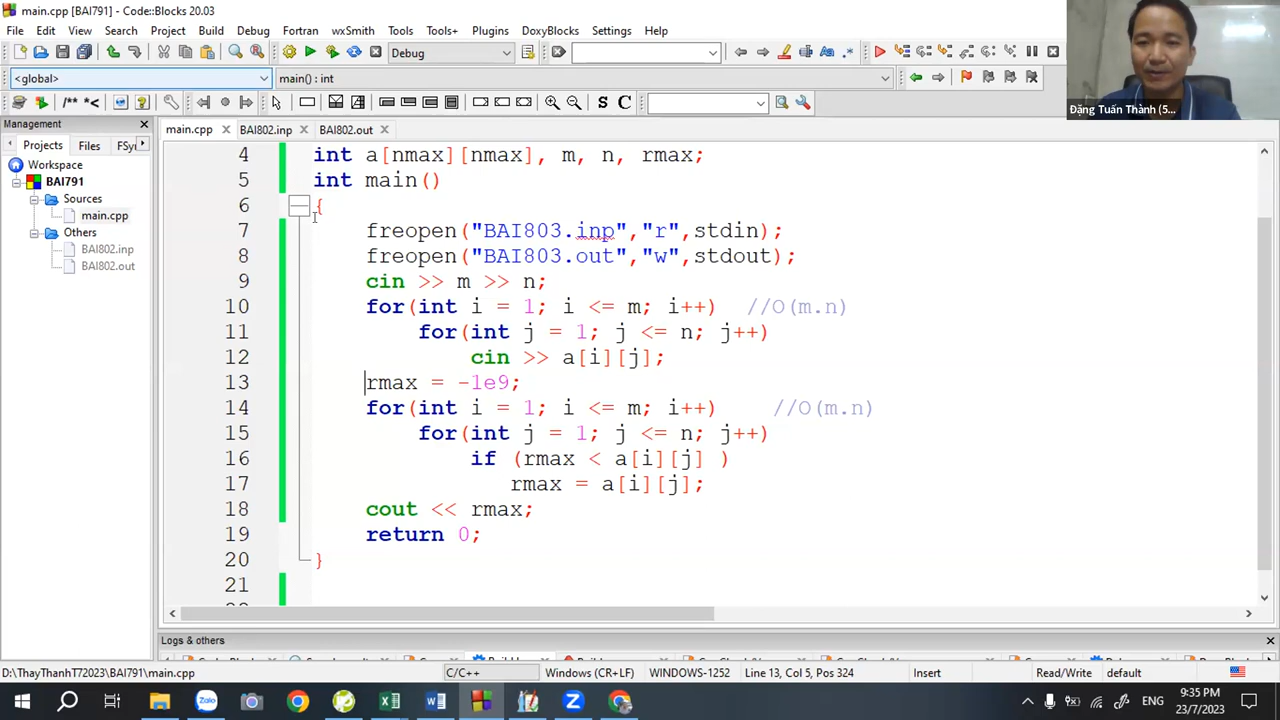 main.cpp [BAI791] - Code::Blocks 20.03
File Edit View Search Project Build Debug Fortran wxSmith Tools Tools+ Plugins DoxyBlocks Settings Help
Debug
<global>
main() : int
/** *<
S C
Đặng Tuấn Thành (5...
Management
Projects Files FSy
Workspace
BAI791
Sources
main.cpp
Others
BAI802.inp
BAI802.out
main.cpp BAI802.inp BAI802.out
4 int a[nmax][nmax], m, n, rmax;
5 int main()
6 {
7 freopen("BAI803.inp","r",stdin);
8 freopen("BAI803.out","w",stdout);
9 cin >> m >> n;
10 for(int i = 1; i <= m; i++) //O(m.n)
11 for(int j = 1; j <= n; j++)
12 cin >> a[i][j];
13 rmax = -1e9;
14 for(int i = 1; i <= m; i++) //O(m.n)
15 for(int j = 1; j <= n; j++)
16 if (rmax < a[i][j] )
17 rmax = a[i][j];
18 cout << rmax;
19 return 0;
20 }
21
Logs & others
D:\ThayThanhT72023\BAI791\main.cpp C/C++ Windows (CR+LF) WINDOWS-1252 Line 13, Col 5, Pos 324 Insert Read/Write default
Zalo
ENG
9:35 PM
23/7/2023